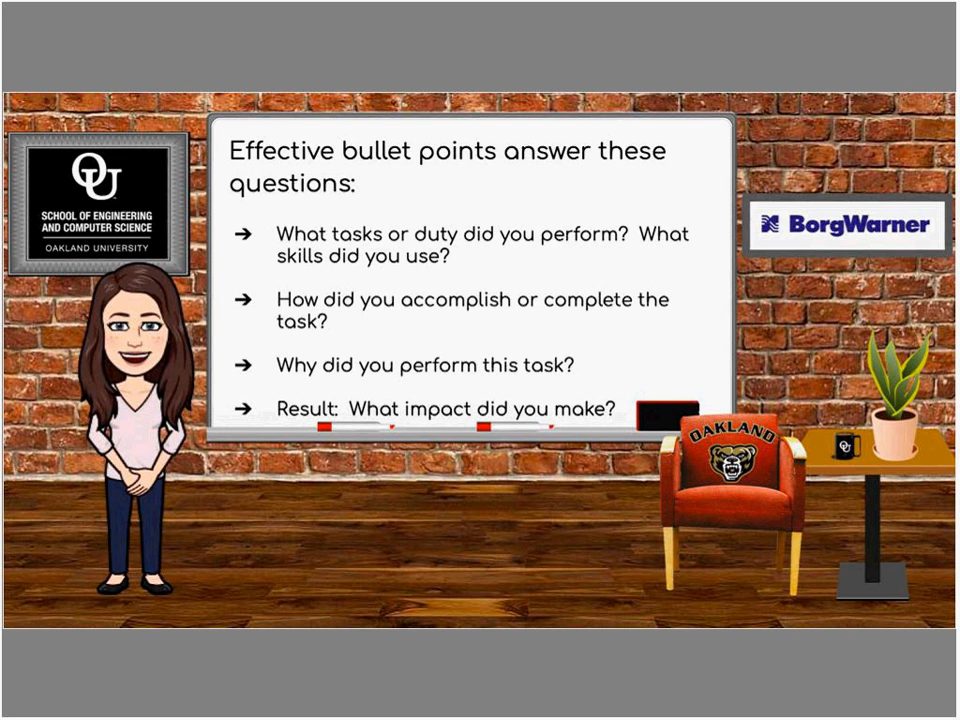 Effective bullet points answer these
questions:
➔ What tasks or duty did you perform?  What
skills did you use?
➔ How did you accomplish or complete the
task?
➔ Why did you perform this task?
➔ Result:  What impact did you make?
OU
SCHOOL OF ENGINEERING
AND COMPUTER SCIENCE
OAKLAND UNIVERSITY
BorgWarner
OAKLAND
OU